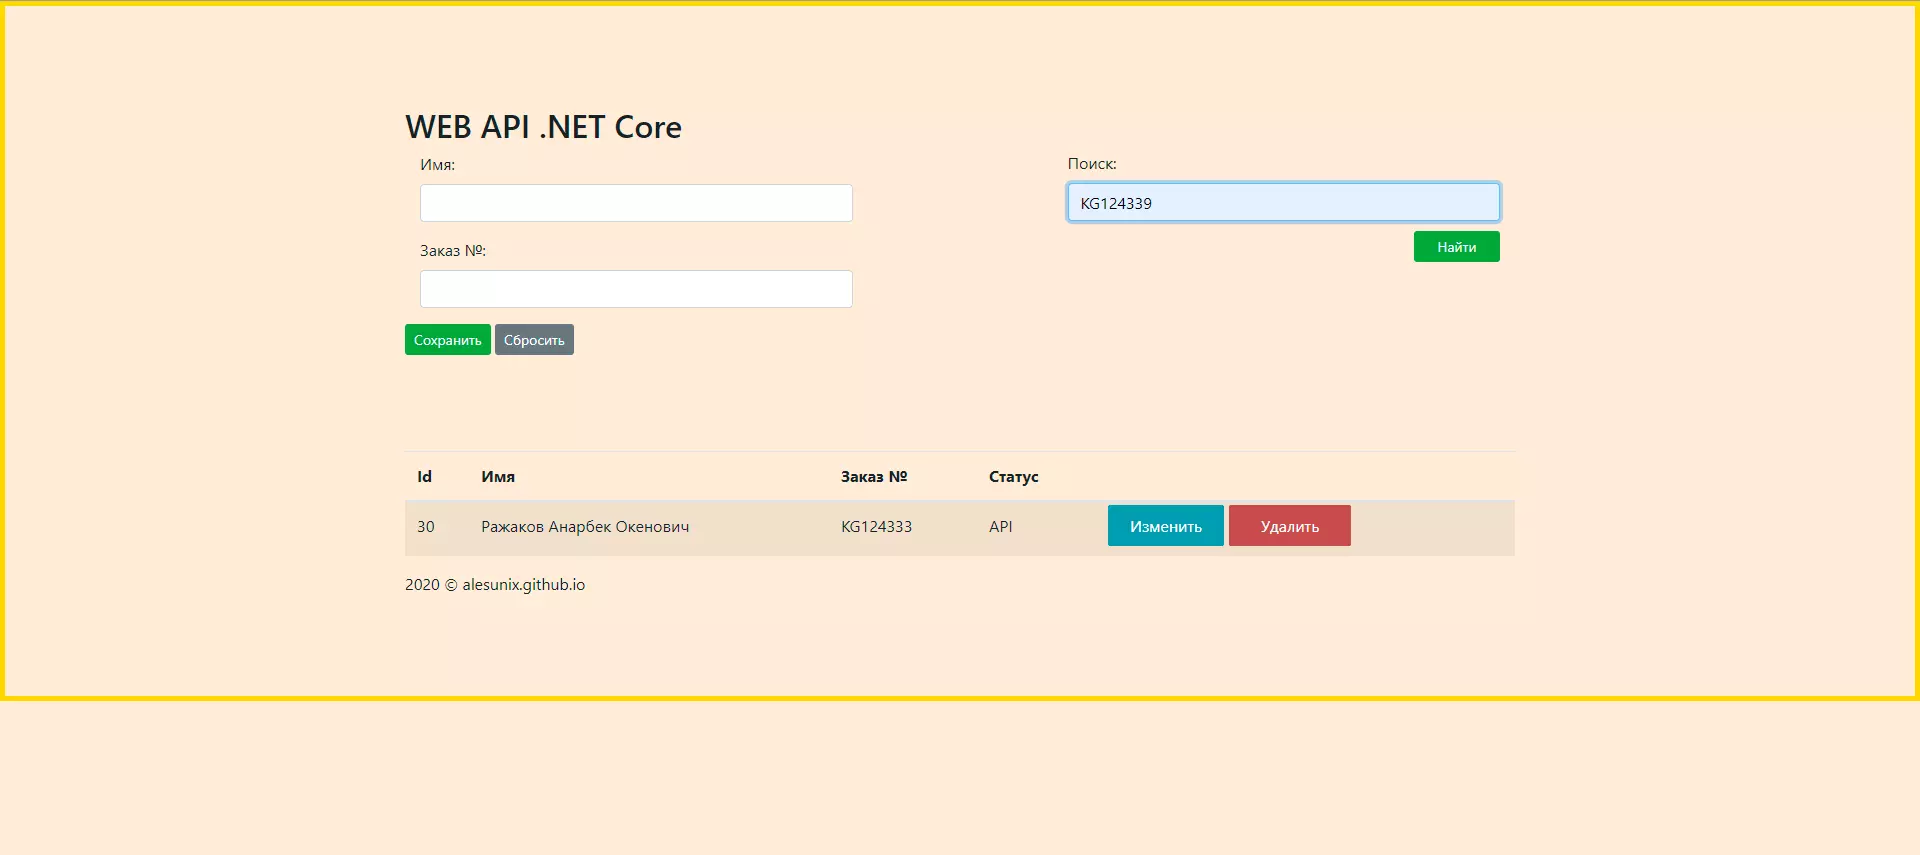 WEB API .NET Core
Имя:
Поиск:
KG124339
Найти
Заказ №:
Сохранить Сбросить
Id Имя Заказ № Статус
30 Ражаков Анарбек Окенович KG124333 API Изменить Удалить
2020 © alesunix.github.io